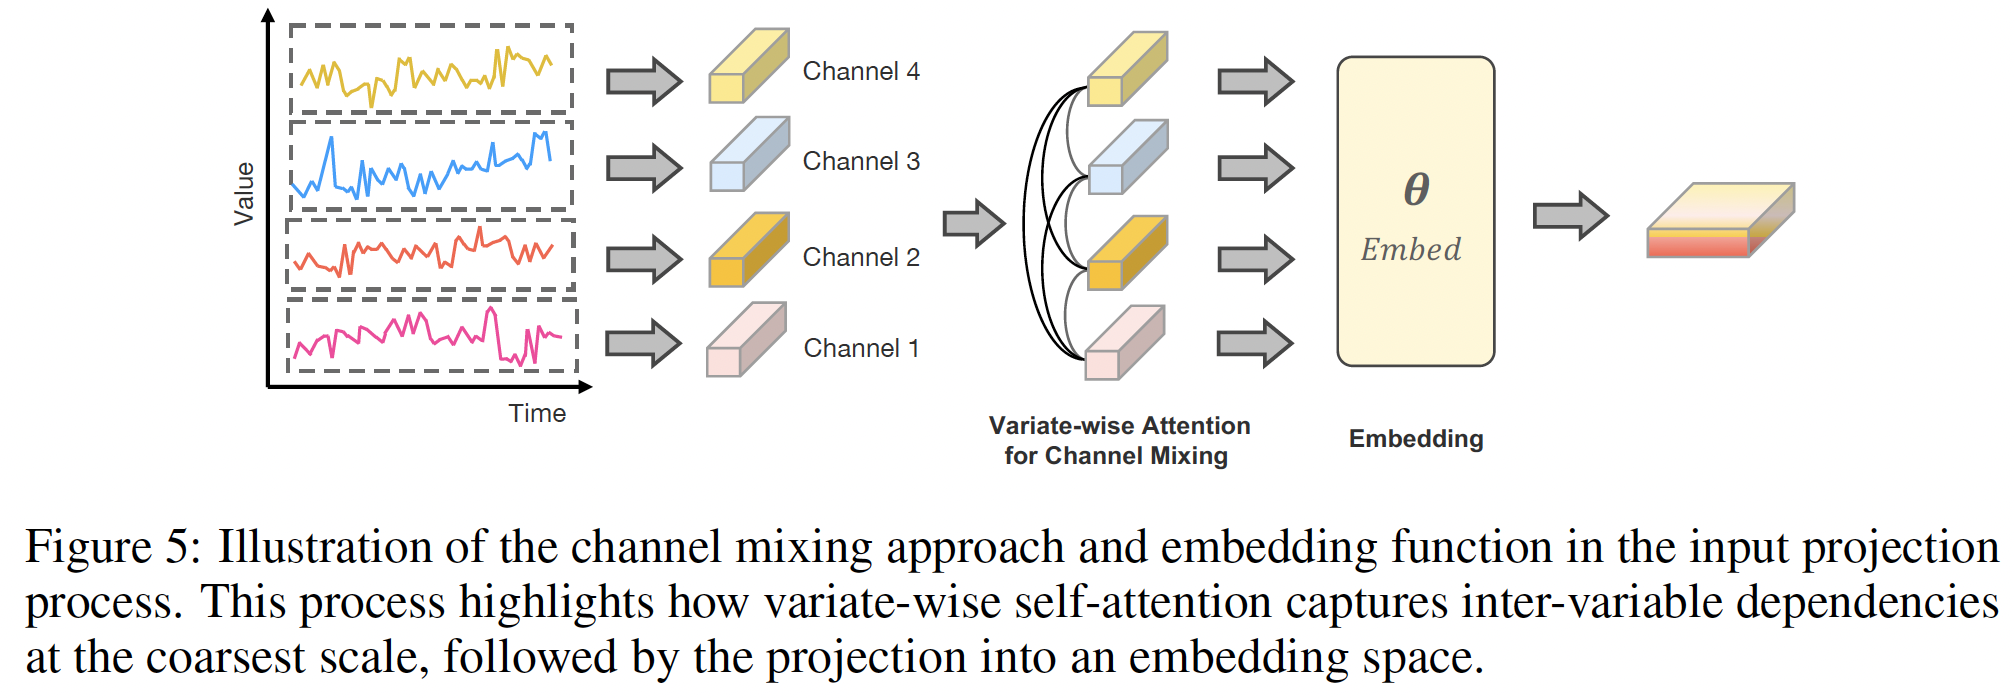 Value
Time
Channel 4
Channel 3
Channel 2
Channel 1
Variate-wise Attention
for Channel Mixing
θ
Embed
Embedding
Figure 5: Illustration of the channel mixing approach and embedding function in the input projection
process. This process highlights how variate-wise self-attention captures inter-variable dependencies
at the coarsest scale, followed by the projection into an embedding space.